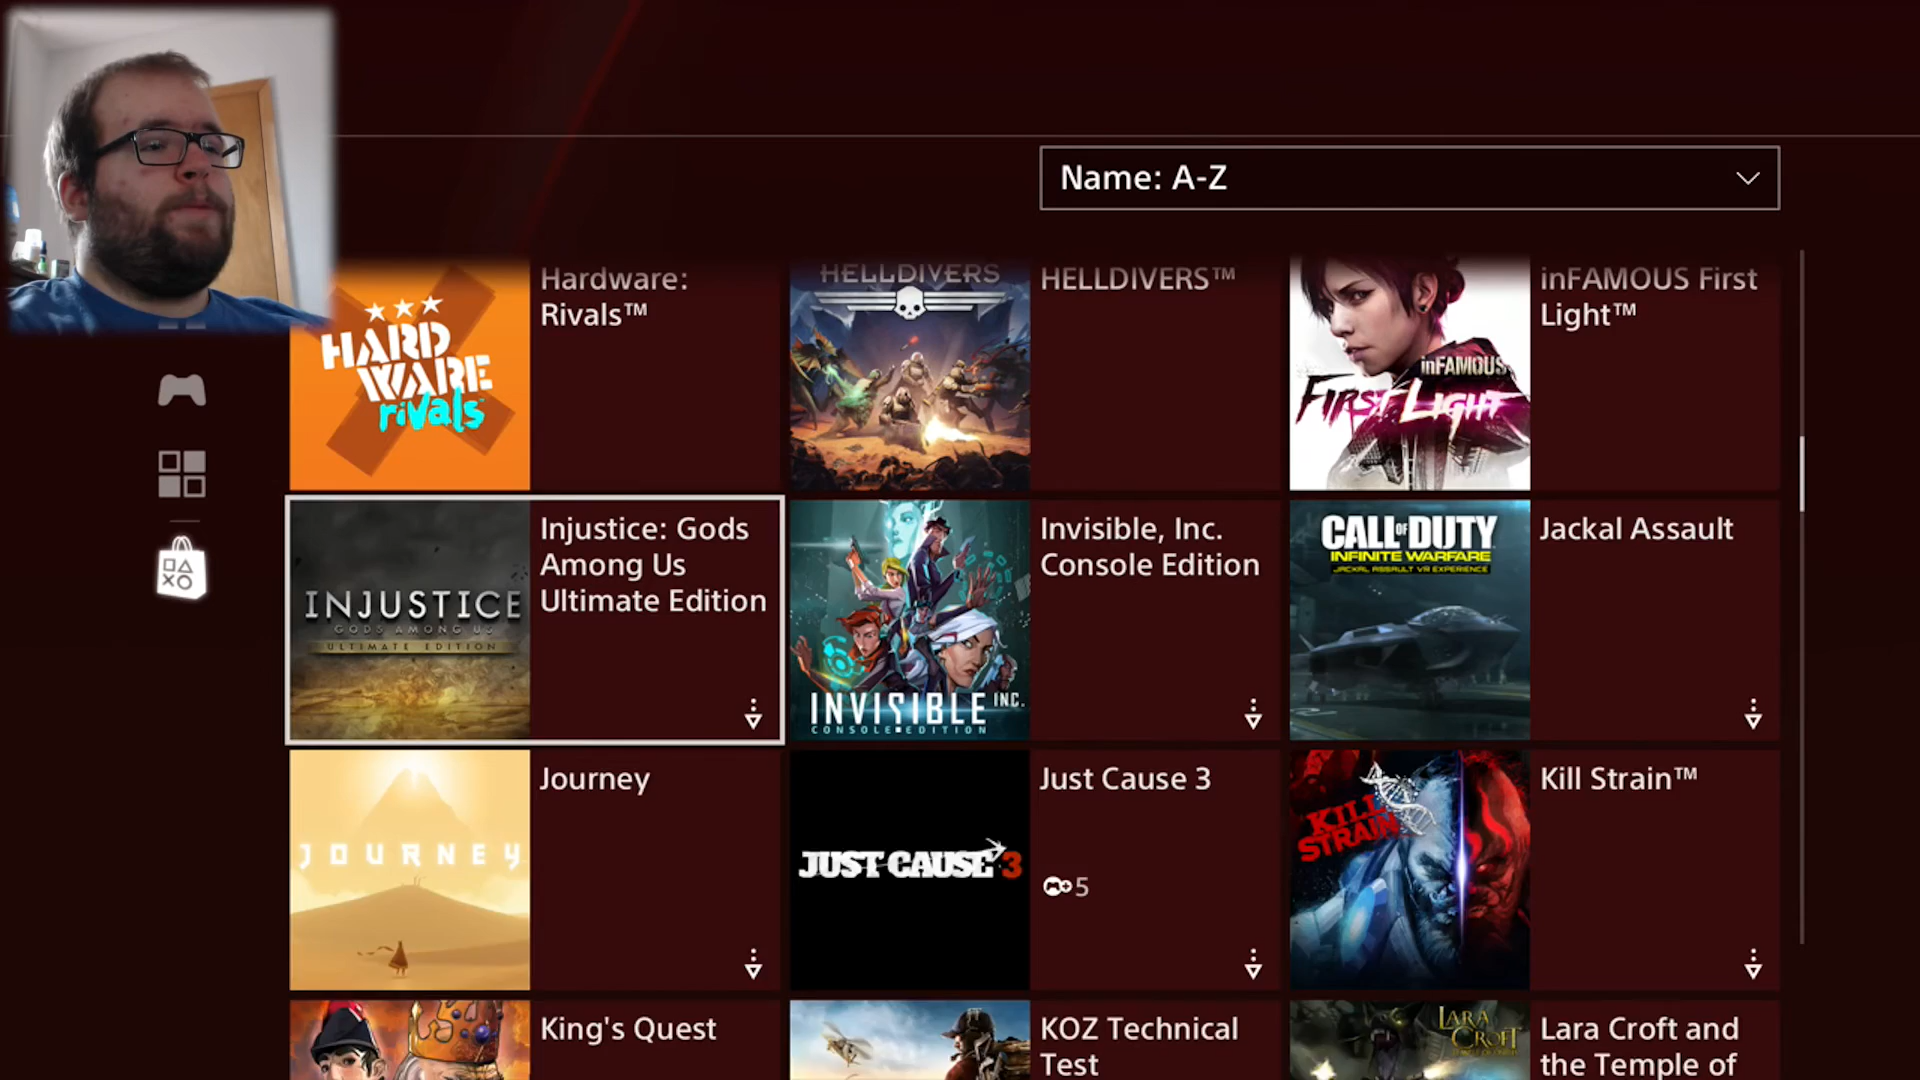 Name: A-Z
HARD
WARE
rivals
Hardware:
Rivals™
HELLDIVERS
HELLDIVERS™
inFAMOUS
FIRST LIGHT
inFAMOUS First
Light™
INJUSTICE
GODS AMONG US
ULTIMATE EDITION
Injustice: Gods
Among Us
Ultimate Edition
INVISIBLE INC.
CONSOLE EDITION
Invisible, Inc.
Console Edition
CALL OF DUTY
INFINITE WARFARE
JACKAL ASSAULT VR EXPERIENCE
Jackal Assault
JOURNEY
Journey
JUST CAUSE 3
Just Cause 3
5
KILL
STRAIN
Kill Strain™
King's Quest
KOZ Technical
Test
LARA
CROFT
Lara Croft and
the Temple of